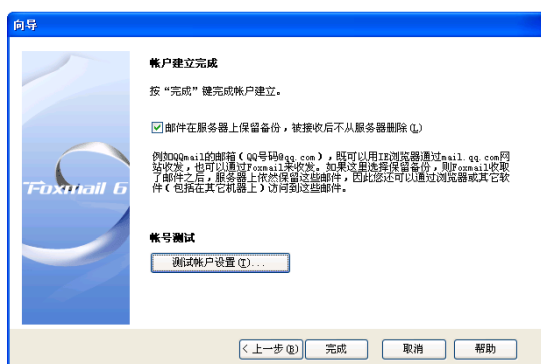 向导
帐户建立完成
按“完成”键完成帐户建立。
邮件在服务器上保留备份，被接收后不从服务器删除(L)
例如QQmail的邮箱(QQ号码@qq.com)，既可以用IE浏览器通过mail.qq.com网
站收发，也可以通过Foxmail来收发。如果这里选择保留备份，则Foxmail收取
了邮件之后，服务器上依然保留这些邮件，因此您还可以通过浏览器或其它软
件(包括在其它机器上)访问到这些邮件。
Foxmail 6
帐号测试
测试帐户设置(T)...
<上一步(B)
完成
取消
帮助